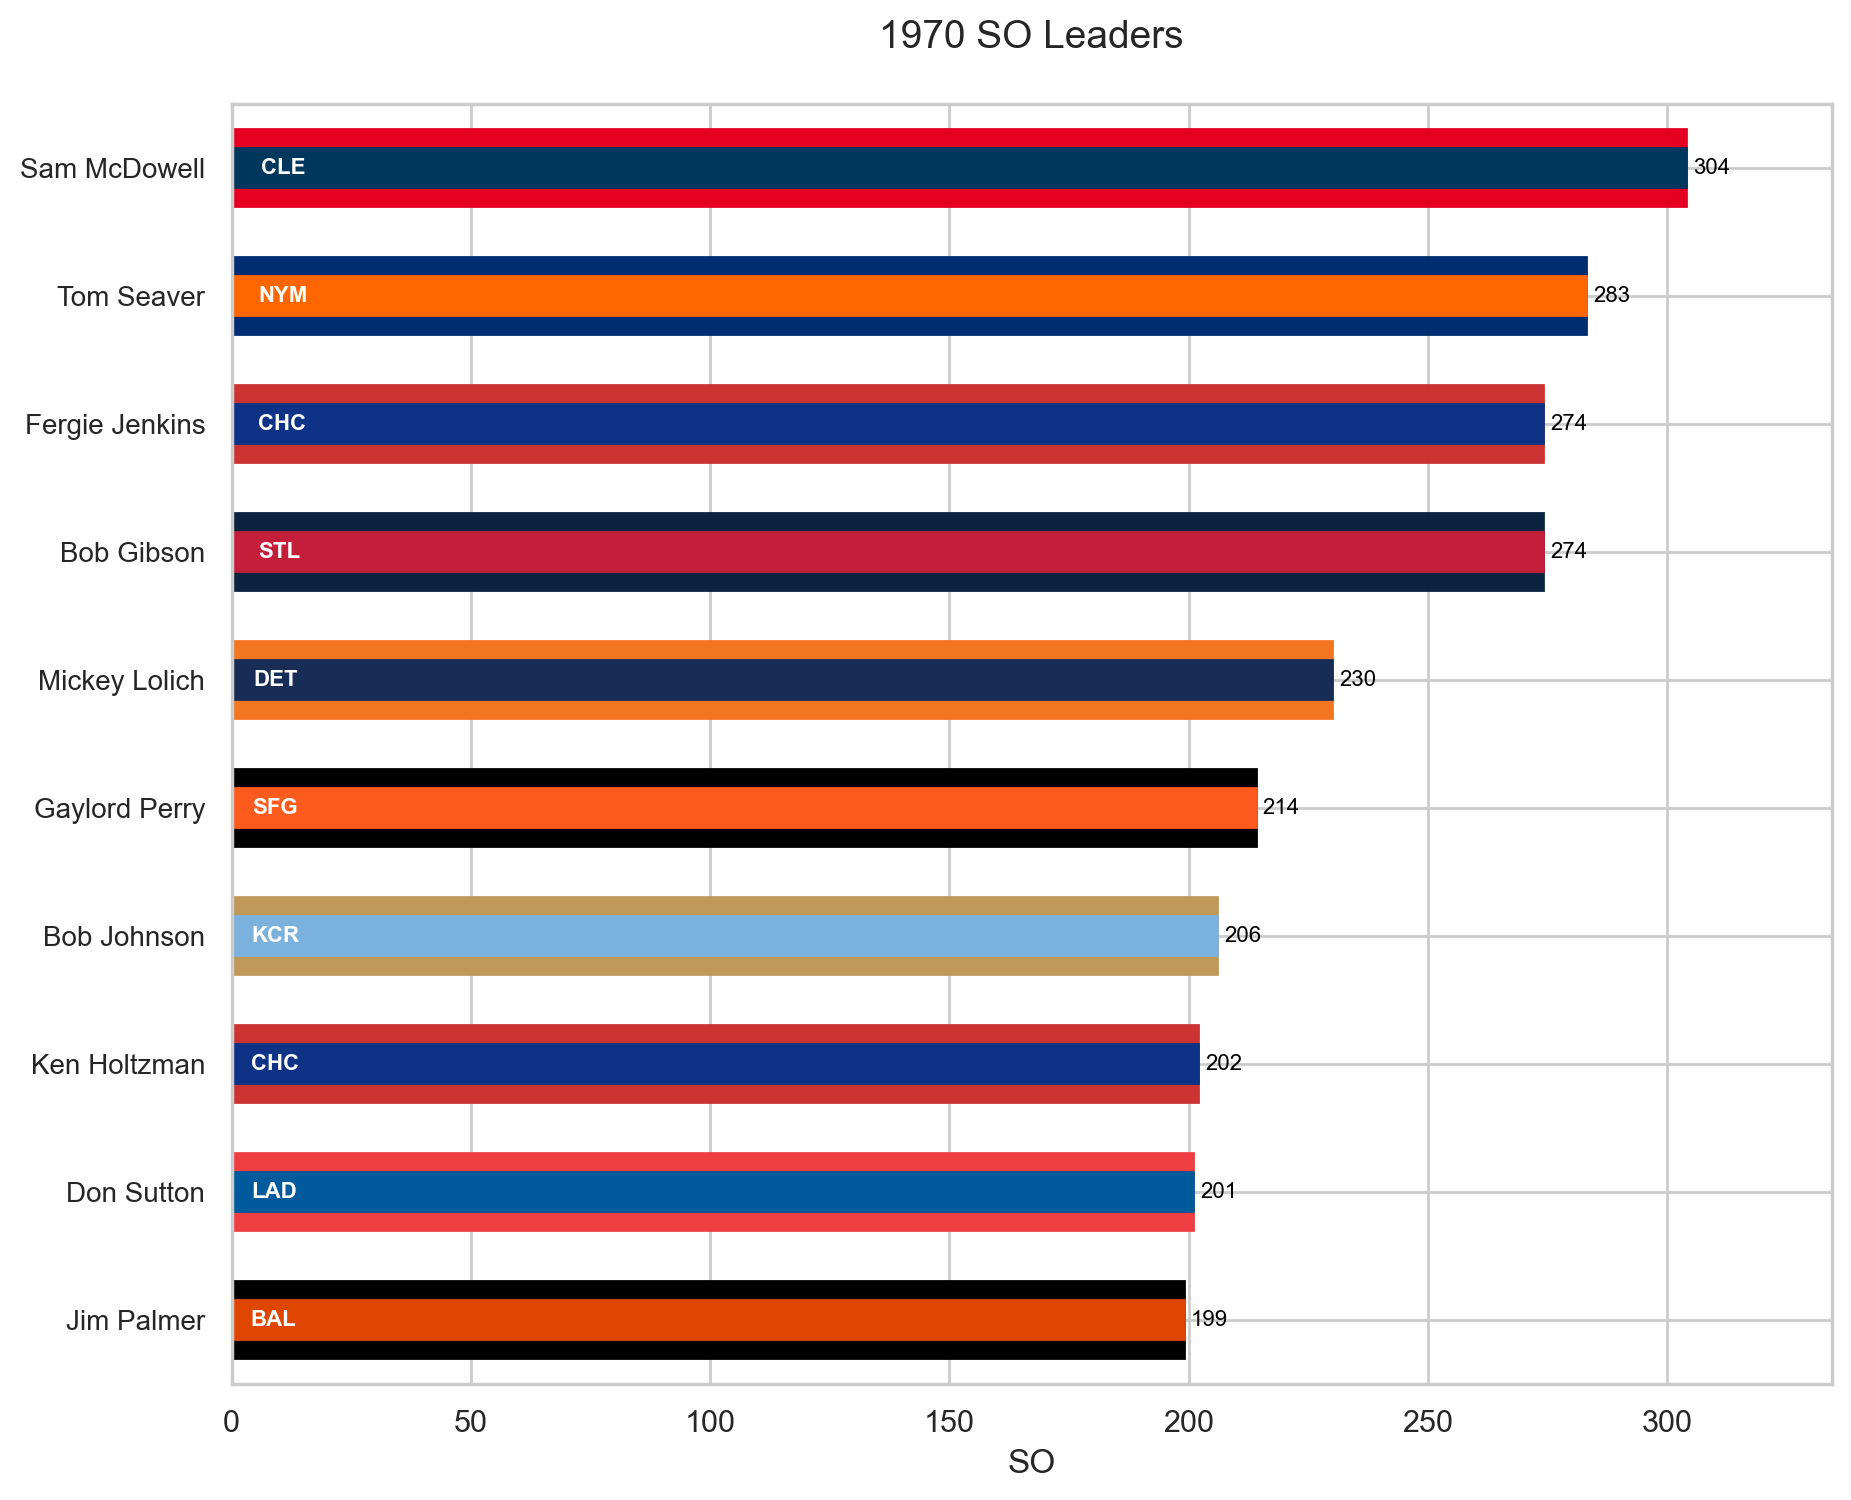 1970 SO Leaders
Sam McDowell CLE 304
Tom Seaver NYM 283
Fergie Jenkins CHC 274
Bob Gibson STL 274
Mickey Lolich DET 230
Gaylord Perry SFG 214
Bob Johnson KCR 206
Ken Holtzman CHC 202
Don Sutton LAD 201
Jim Palmer BAL 199
0 50 100 150 200 250 300
SO